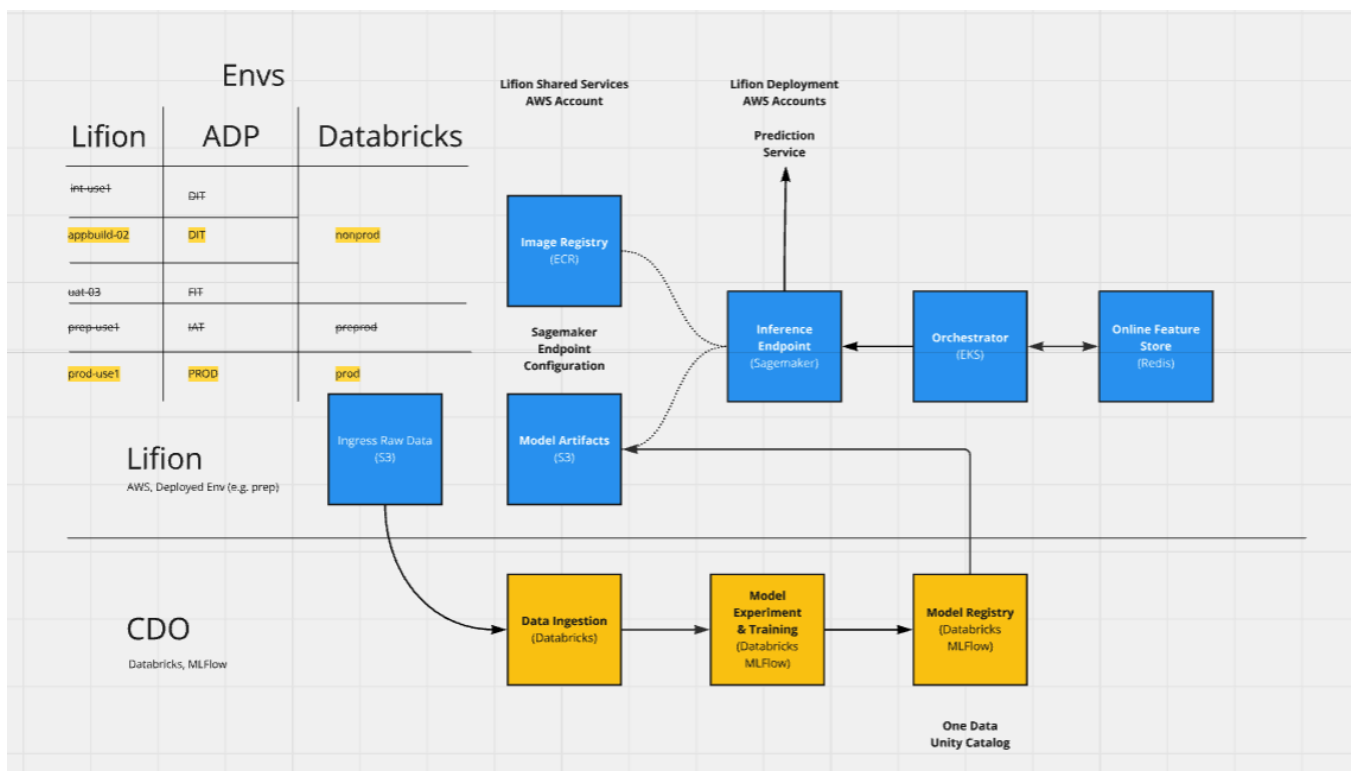 Envs
Lifion
ADP
Databricks
int-use1
DIT
appbuild-02
DIT
nonprod
uat-03
FIT
prep-use1
IAT
preprod
prod-use1
PROD
prod
Lifion Shared Services
AWS Account
Lifion Deployment
AWS Accounts
Prediction
Service
Image Registry
(ECR)
Sagemaker
Endpoint
Configuration
Inference
Endpoint
(Sagemaker)
Orchestrator
(EKS)
Online Feature
Store
(Redis)
Ingress Raw Data
(S3)
Model Artifacts
(S3)
Lifion
AWS, Deployed Env (e.g. prep)
CDO
Databricks, MLFlow
Data Ingestion
(Databricks)
Model
Experiment
& Training
(Databricks
MLFlow)
Model Registry
(Databricks
MLFlow)
One Data
Unity Catalog